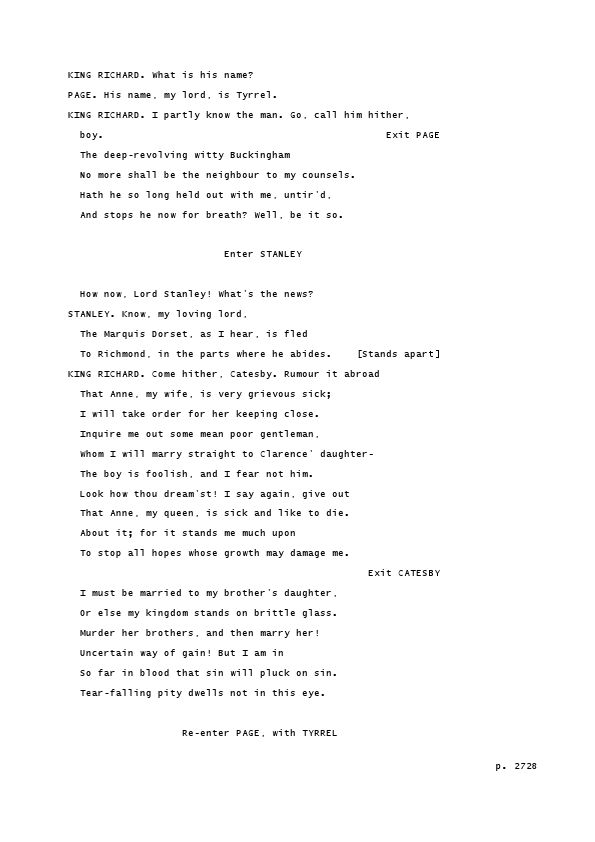 KING RICHARD. What is his name?
PAGE. His name, my lord, is Tyrrel.
KING RICHARD. I partly know the man. Go, call him hither,
boy. Exit PAGE
The deep-revolving witty Buckingham
No more shall be the neighbour to my counsels.
Hath he so long held out with me, untir'd,
And stops he now for breath? Well, be it so.
Enter STANLEY
How now, Lord Stanley! What's the news?
STANLEY. Know, my loving lord,
The Marquis Dorset, as I hear, is fled
To Richmond, in the parts where he abides. [Stands apart]
KING RICHARD. Come hither, Catesby. Rumour it abroad
That Anne, my wife, is very grievous sick;
I will take order for her keeping close.
Inquire me out some mean poor gentleman,
Whom I will marry straight to Clarence' daughter-
The boy is foolish, and I fear not him.
Look how thou dream'st! I say again, give out
That Anne, my queen, is sick and like to die.
About it; for it stands me much upon
To stop all hopes whose growth may damage me.
Exit CATESBY
I must be married to my brother's daughter,
Or else my kingdom stands on brittle glass.
Murder her brothers, and then marry her!
Uncertain way of gain! But I am in
So far in blood that sin will pluck on sin.
Tear-falling pity dwells not in this eye.
Re-enter PAGE, with TYRREL
p. 2728